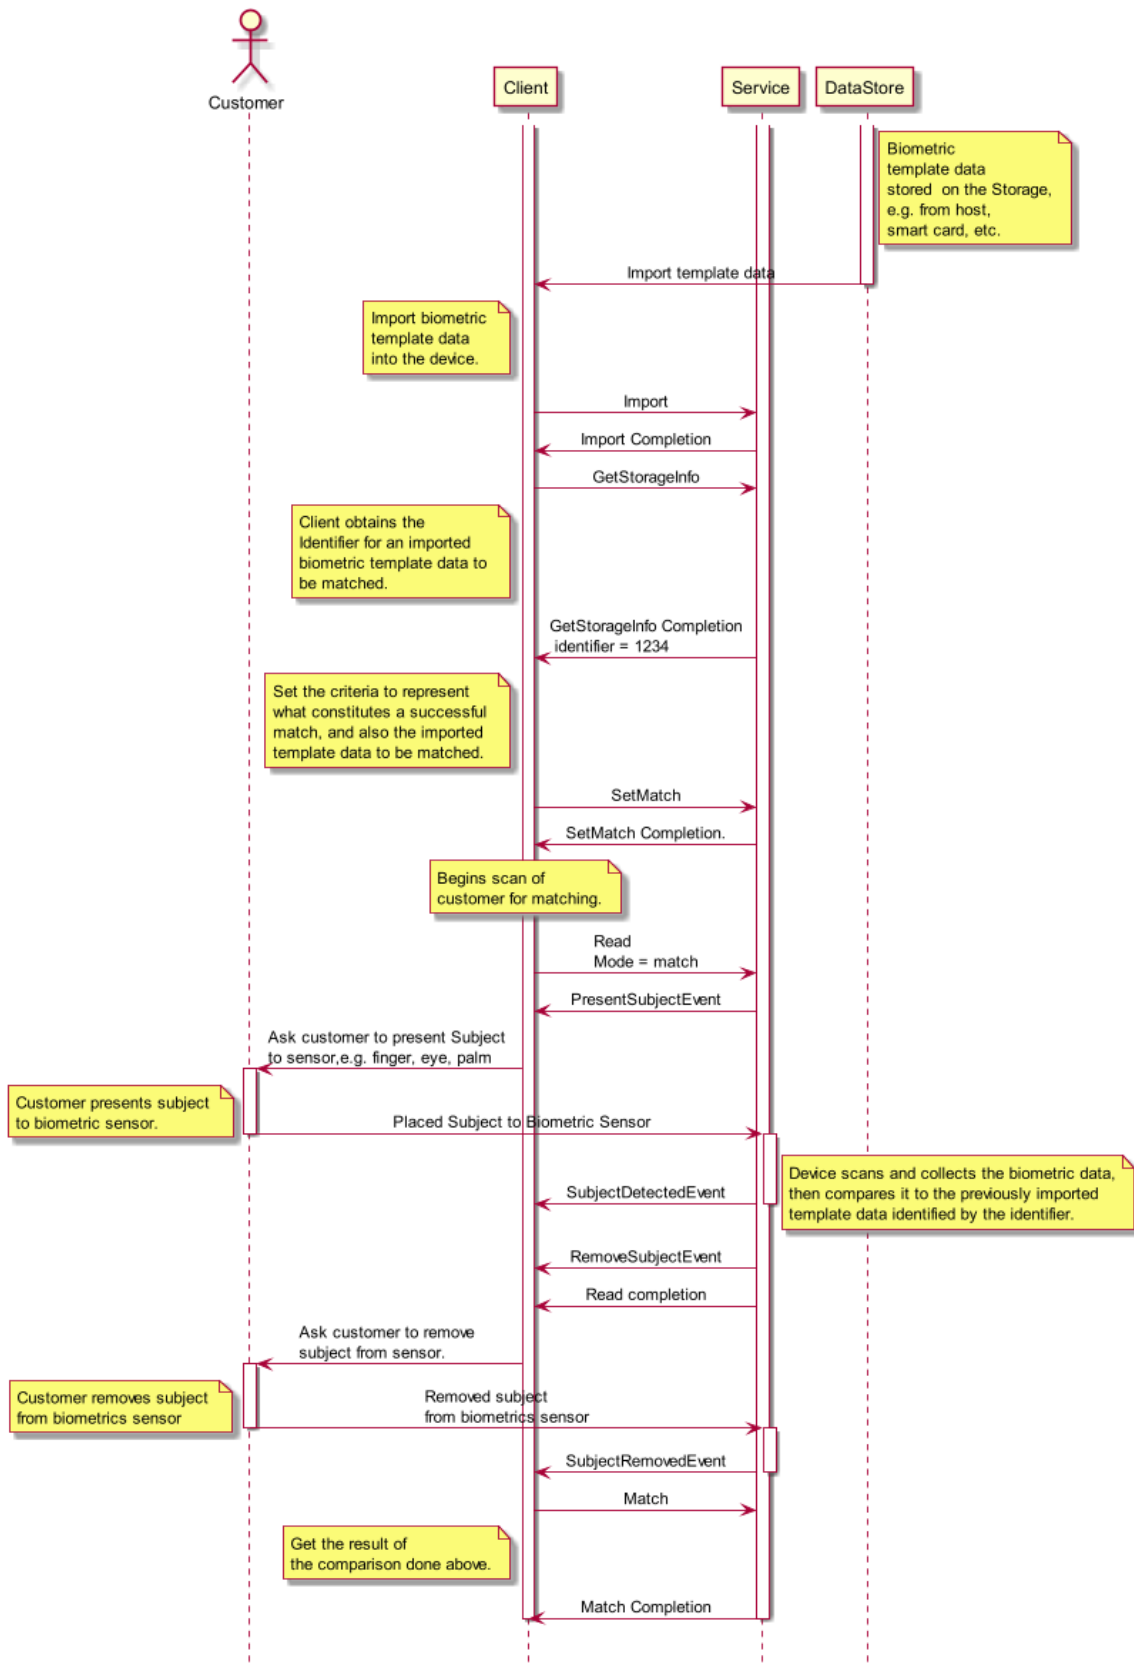 Customer
Client
Service
DataStore
Biometric
template data
stored on the Storage,
e.g. from host,
smart card, etc.
Import template data
Import biometric
template data
into the device.
Import
Import Completion
GetStorageInfo
Client obtains the
Identifier for an imported
biometric template data to
be matched.
GetStorageInfo Completion
identifier = 1234
Set the criteria to represent
what constitutes a successful
match, and also the imported
template data to be matched.
SetMatch
SetMatch Completion.
Begins scan of
customer for matching.
Read
Mode = match
PresentSubjectEvent
Ask customer to present Subject
to sensor,e.g. finger, eye, palm
Customer presents subject
to biometric sensor.
Placed Subject to Biometric Sensor
Device scans and collects the biometric data,
then compares it to the previously imported
template data identified by the identifier.
SubjectDetectedEvent
RemoveSubjectEvent
Read completion
Ask customer to remove
subject from sensor.
Customer removes subject
from biometrics sensor
Removed subject
from biometrics sensor
SubjectRemovedEvent
Match
Get the result of
the comparison done above.
Match Completion